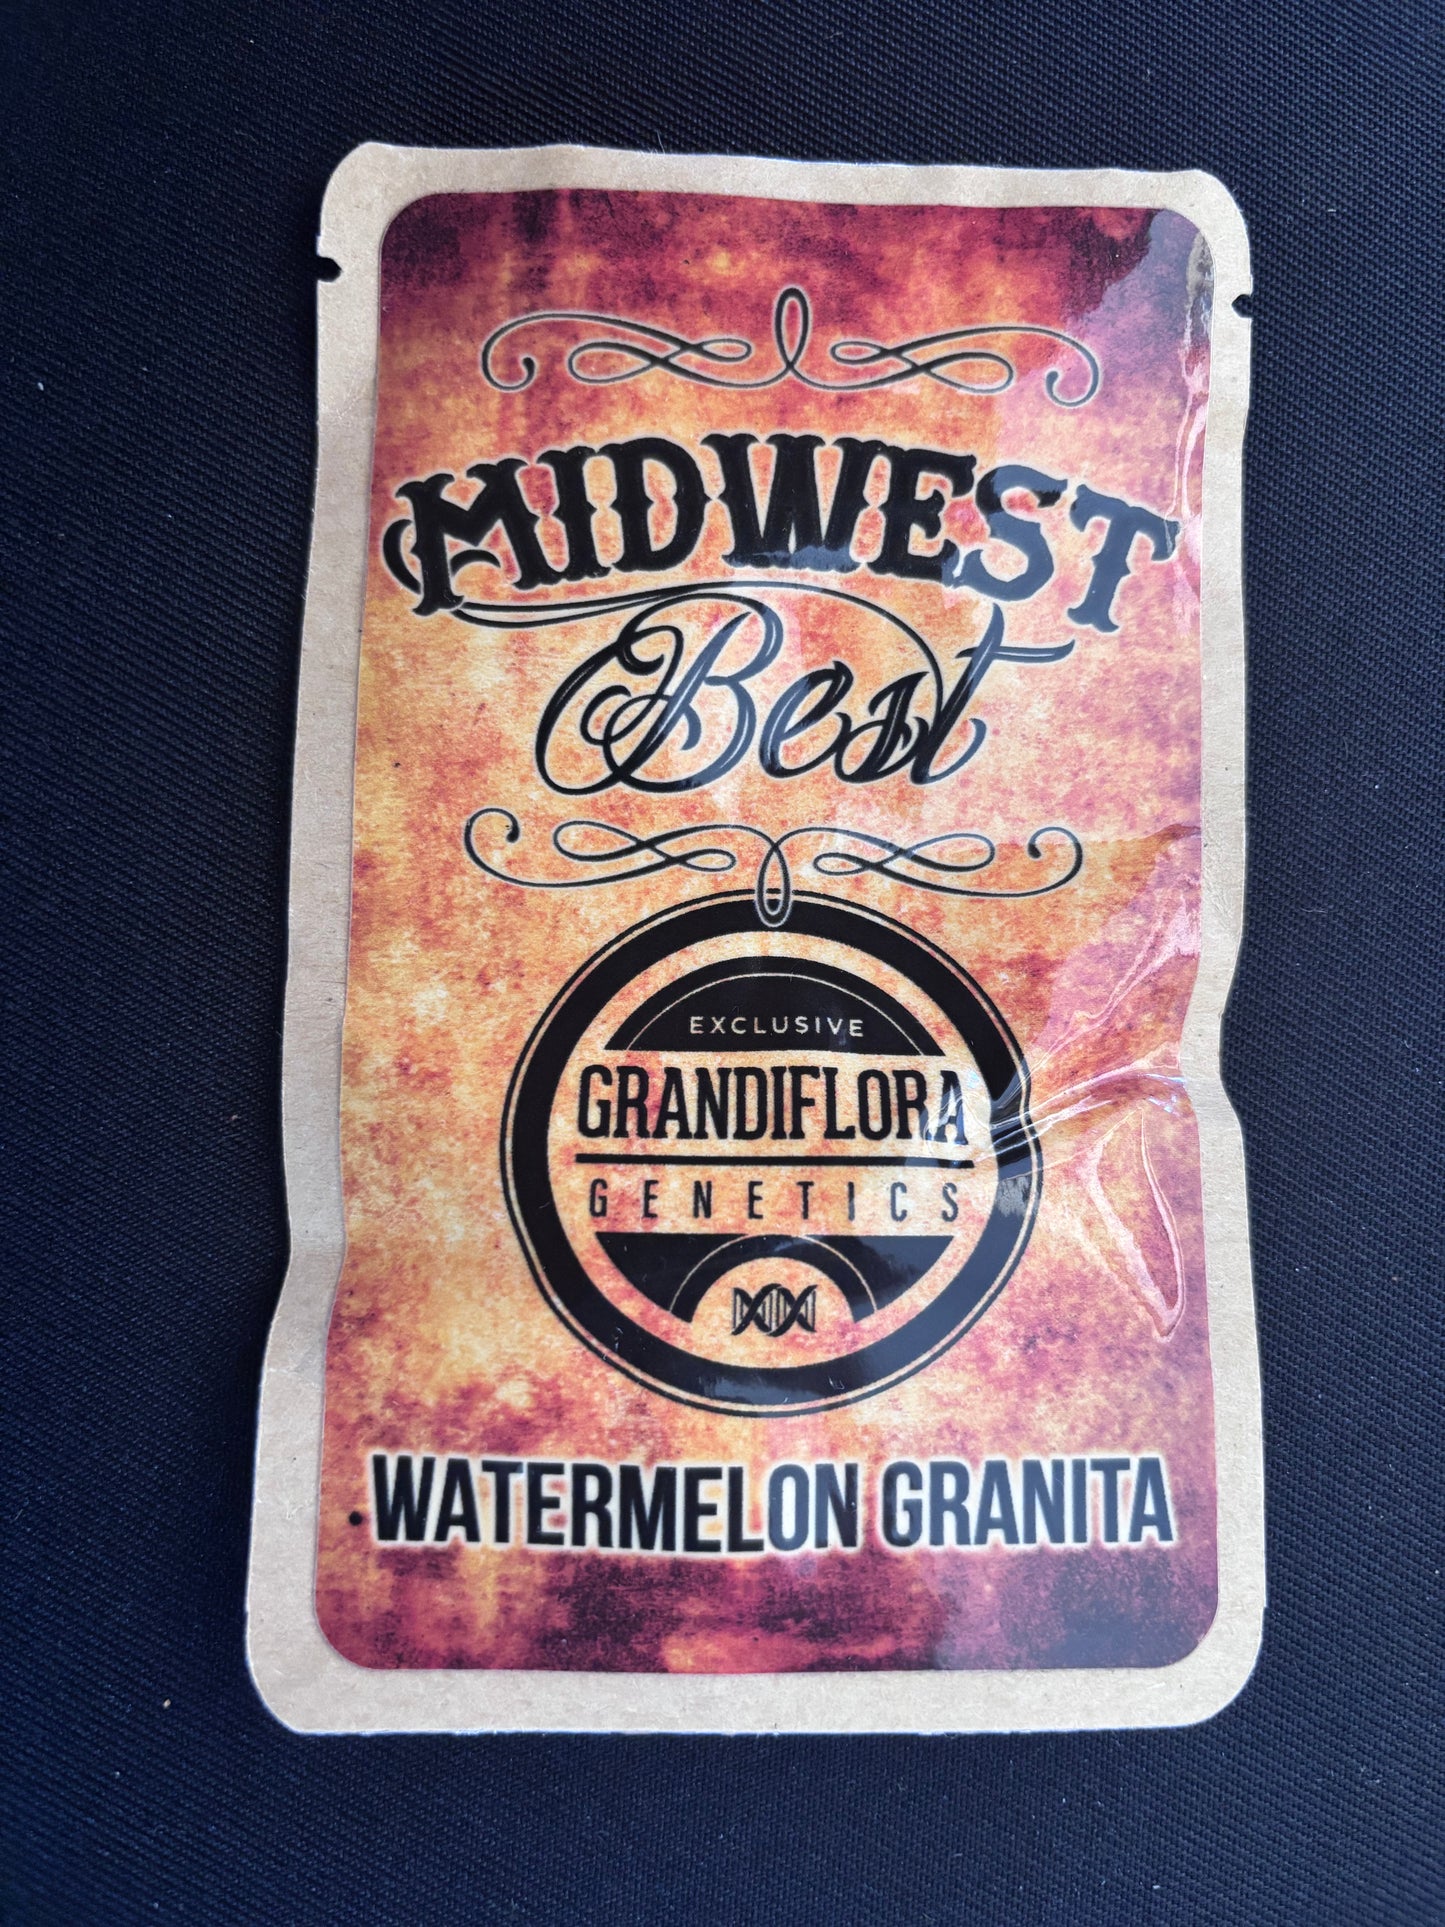 MIDWEST
Best
EXCLUSIVE
GRANDIFLORA
GENETICS
WATERMELON GRANITA